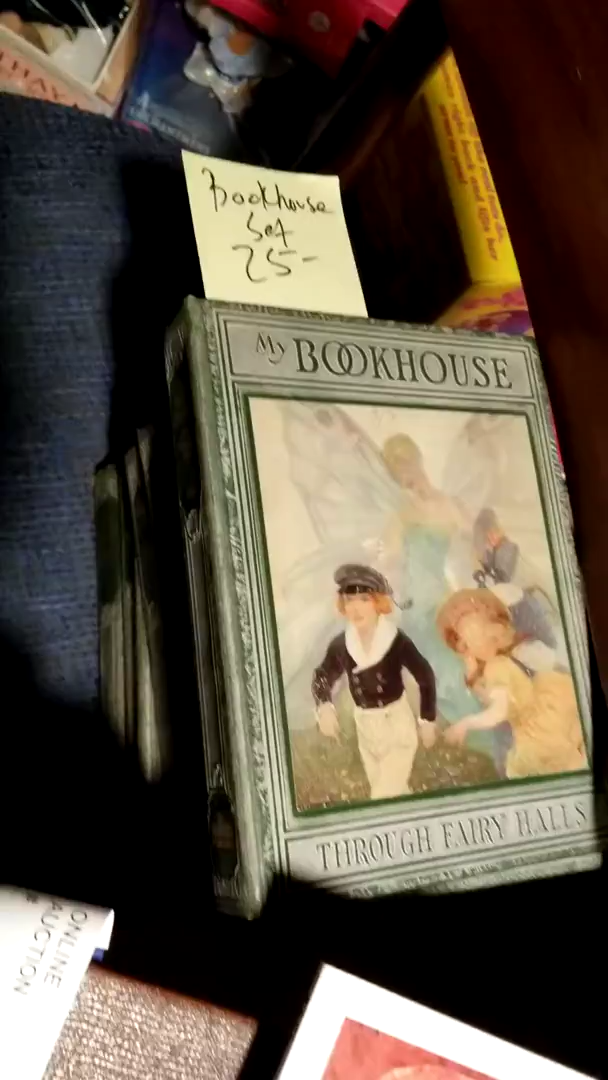 Bookhouse
Set
25-
My BOOKHOUSE
THROUGH FAIRY HALLS
ONLINE
AUCTION